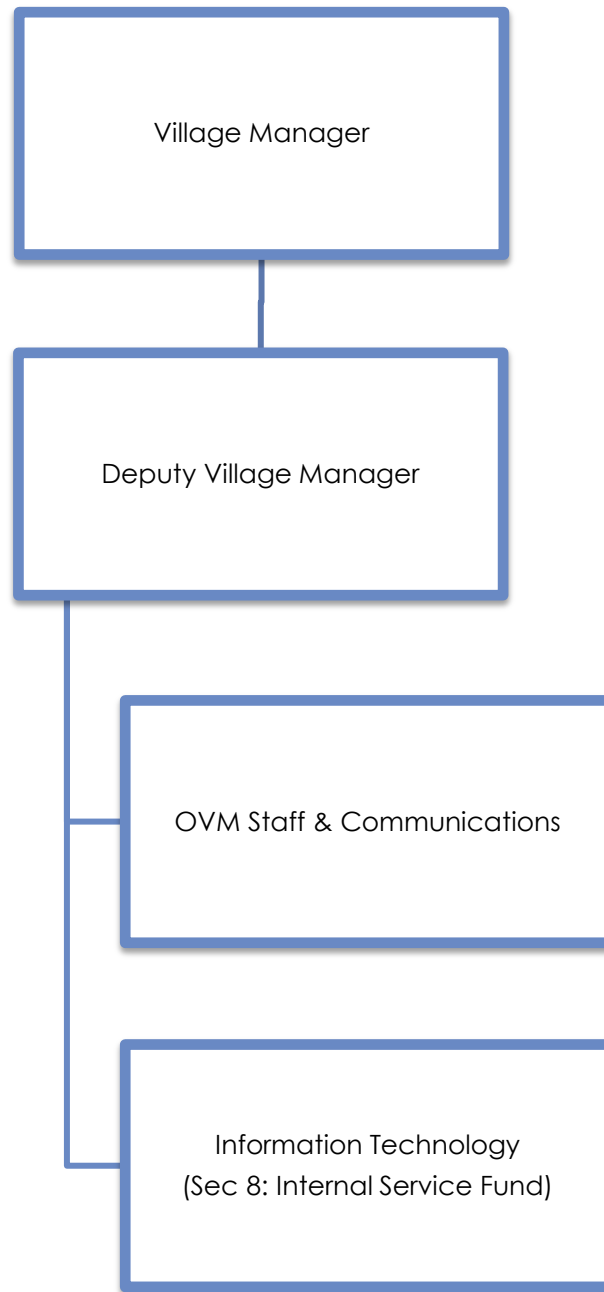 Village Manager
Deputy Village Manager
OVM Staff & Communications
Information Technology
(Sec 8: Internal Service Fund)